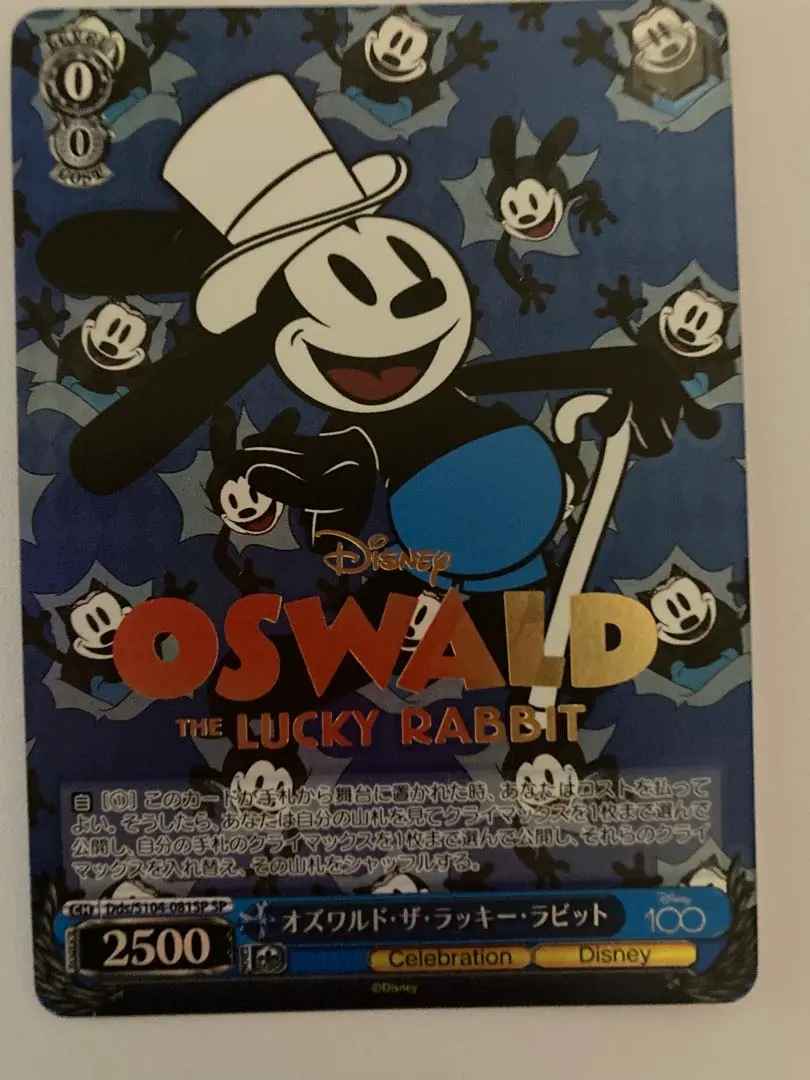 LEVEL
0
0
COST
Disney
OSWALD
THE LUCKY RABBIT
自 [①] このカードが手札から舞台に置かれた時、あなたはコストを払って
よい。そうしたら、あなたは自分の山札を見てクライマックスを1枚まで選んで
公開し、自分の手札のクライマックスを1枚まで選んで公開し、それらのクライ
マックスを入れ替え、その山札をシャッフルする。
CH Dds/S104-081SP SP
オズワルド・ザ・ラッキー・ラビット
Disney
100
2500
Celebration
Disney
©Disney